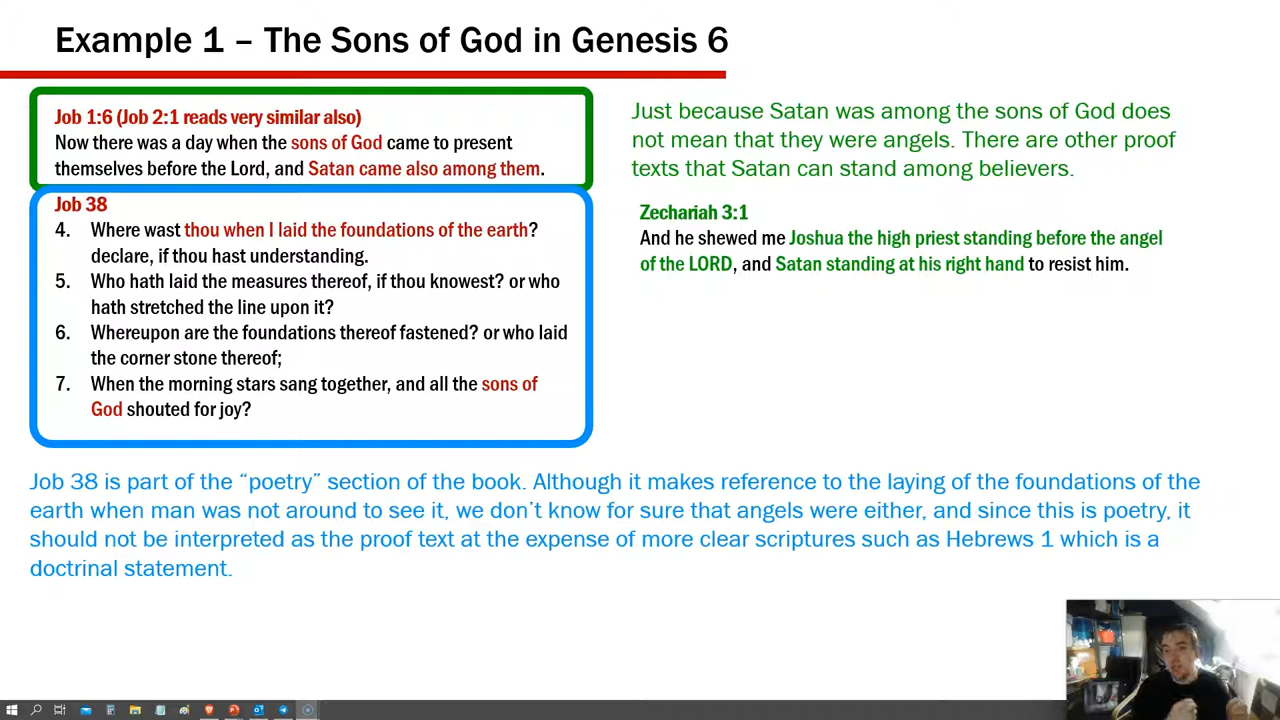 Example 1 – The Sons of God in Genesis 6
Job 1:6 (Job 2:1 reads very similar also)
Now there was a day when the sons of God came to present
themselves before the Lord, and Satan came also among them.
Job 38
4. Where wast thou when I laid the foundations of the earth?
declare, if thou hast understanding.
5. Who hath laid the measures thereof, if thou knowest? or who
hath stretched the line upon it?
6. Whereupon are the foundations thereof fastened? or who laid
the corner stone thereof;
7. When the morning stars sang together, and all the sons of
God shouted for joy?
Just because Satan was among the sons of God does
not mean that they were angels. There are other proof
texts that Satan can stand among believers.
Zechariah 3:1
And he shewed me Joshua the high priest standing before the angel
of the LORD, and Satan standing at his right hand to resist him.
Job 38 is part of the “poetry” section of the book. Although it makes reference to the laying of the foundations of the
earth when man was not around to see it, we don’t know for sure that angels were either, and since this is poetry, it
should not be interpreted as the proof text at the expense of more clear scriptures such as Hebrews 1 which is a
doctrinal statement.